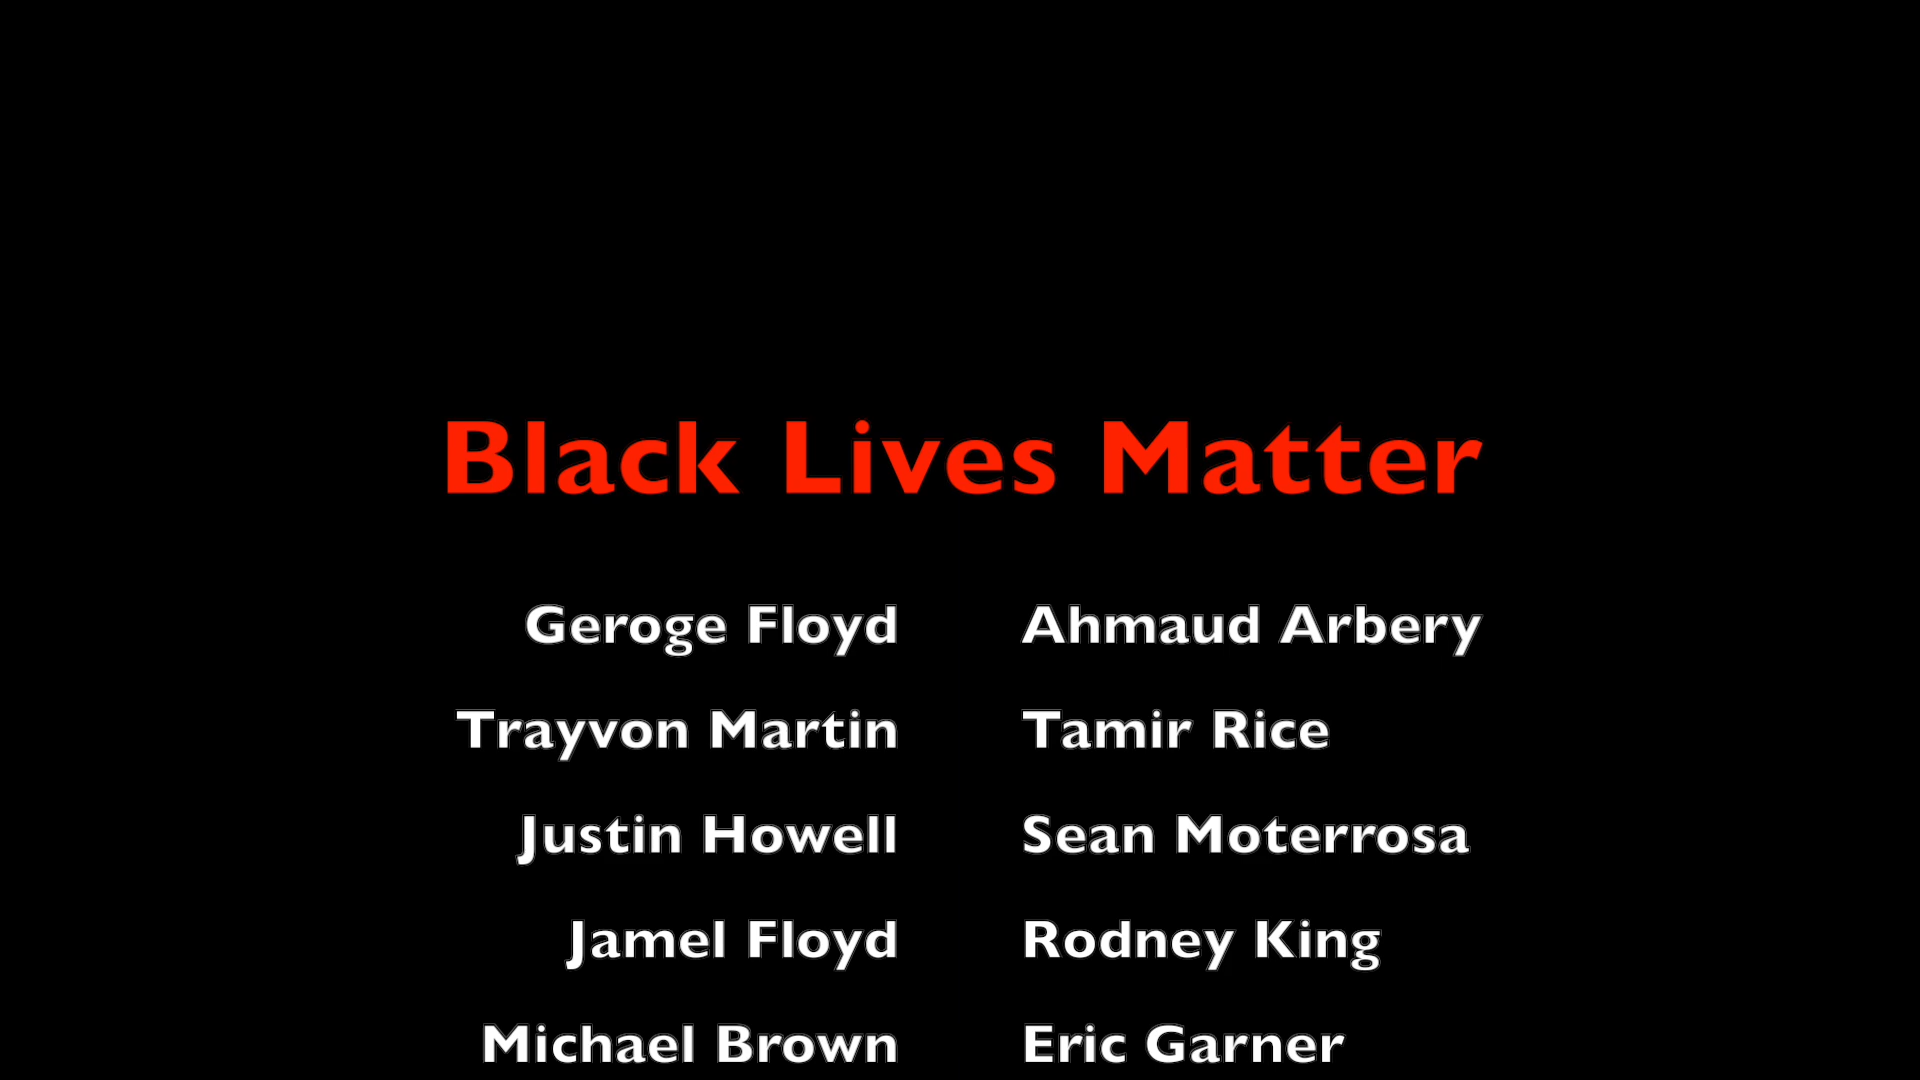 Black Lives Matter
Geroge Floyd Ahmaud Arbery
Trayvon Martin Tamir Rice
Justin Howell Sean Moterrosa
Jamel Floyd Rodney King
Michael Brown Eric Garner